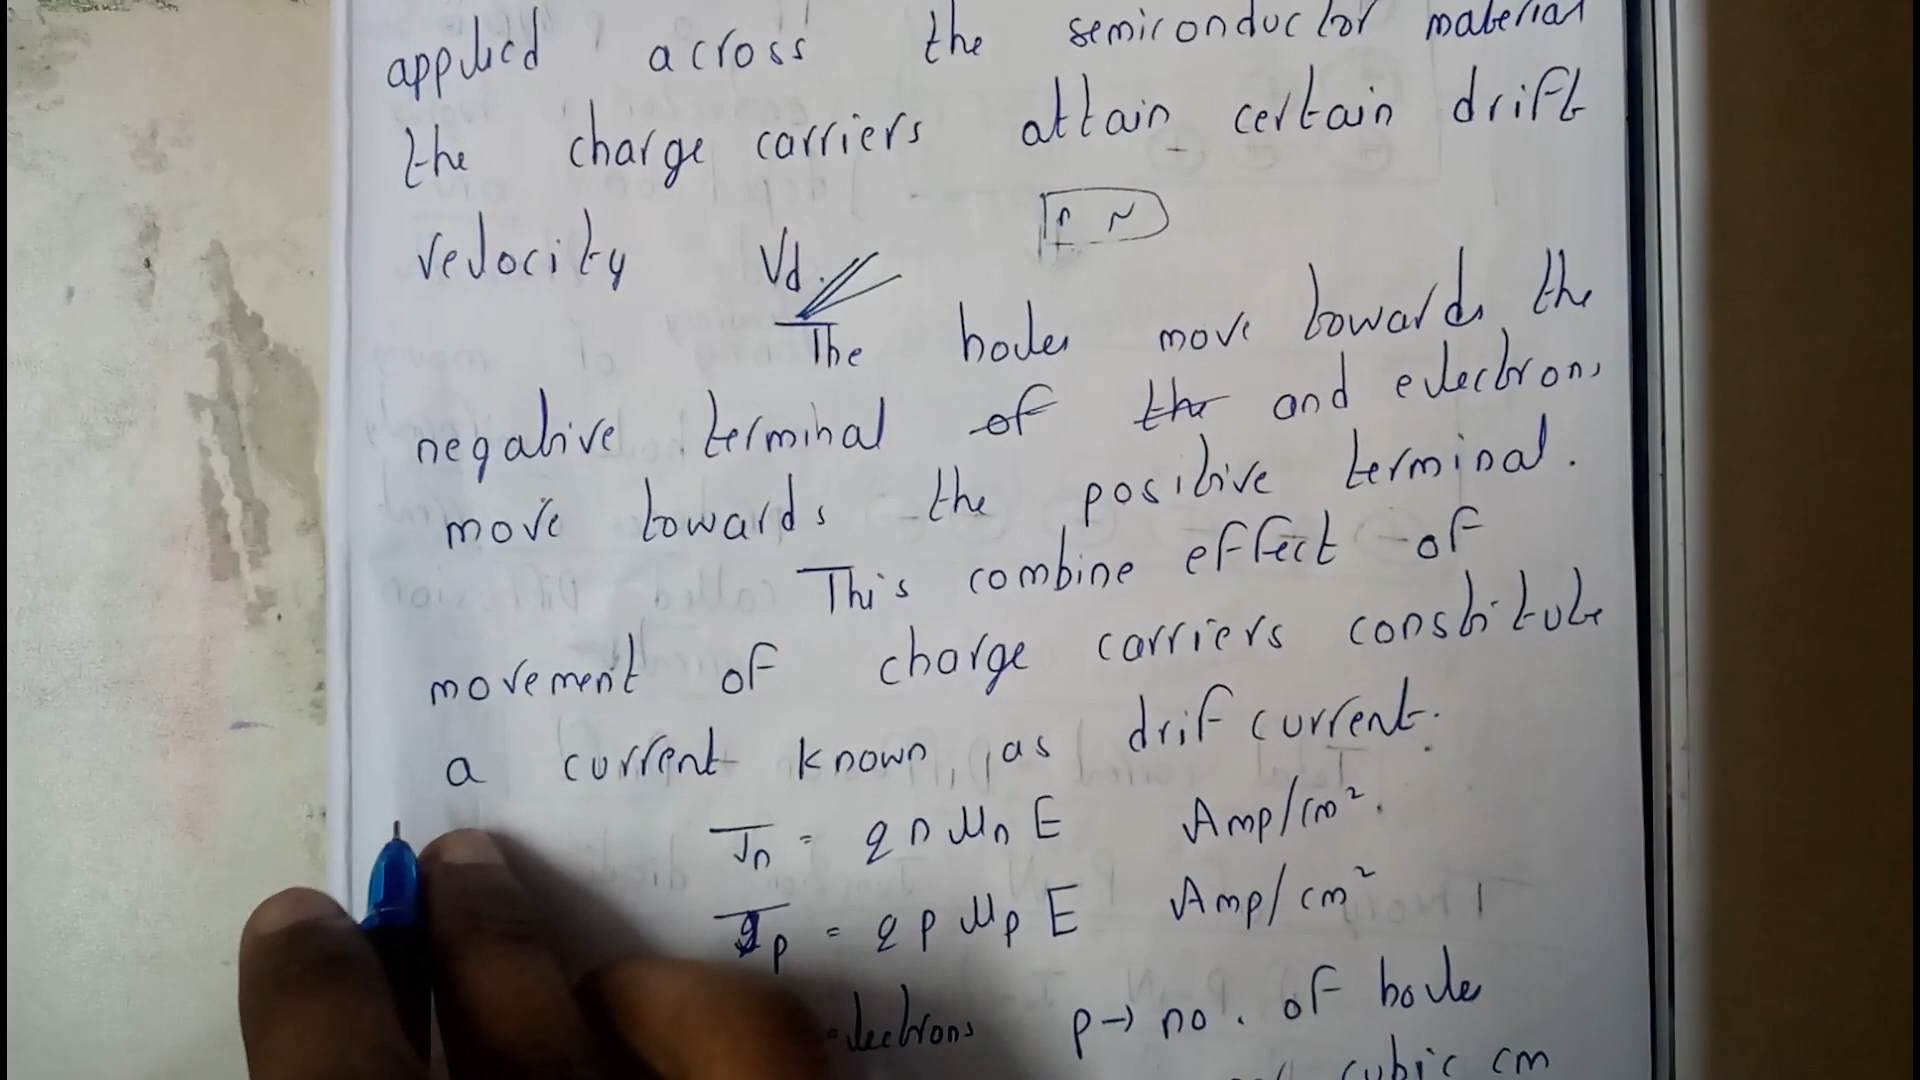 applied across the semiconductor material
the charge carriers attain certain drift
velocity Vd.
P N
The holes move towards the
negative terminal of the and electrons
move towards the positive terminal.
This combine effect of
movement of charge carriers constitute
a current known as drif current.
Jn = q n μn E Amp/cm².
Jp = q p μp E Amp/cm²
electrons p → no. of hole
cubic cm